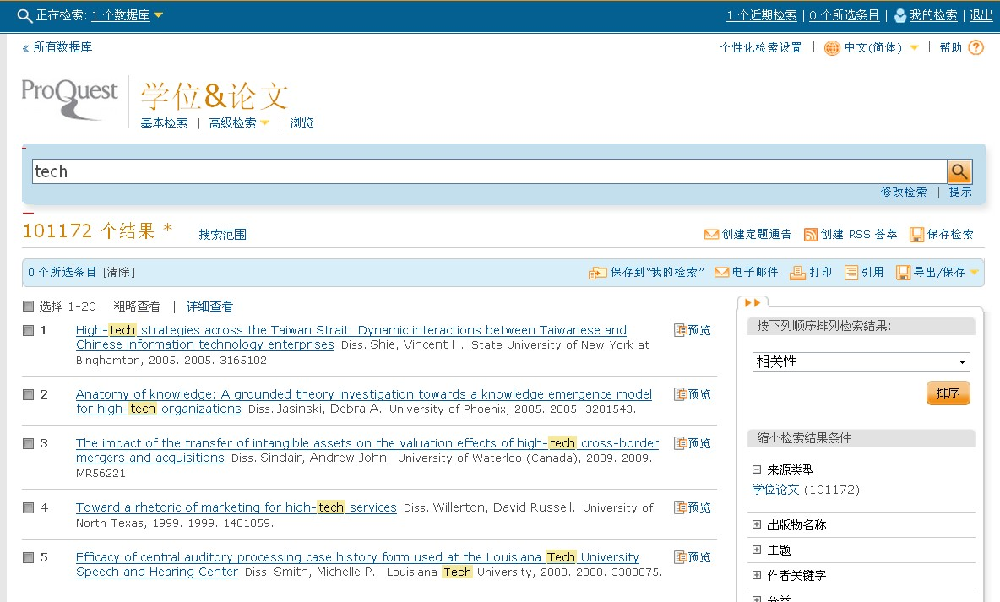 正在检索: 1 个数据库
1 个近期检索 | 0 个所选条目 | 我的检索 | 退出
« 所有数据库
个性化检索设置 | 中文(简体) | 帮助 ?
ProQuest
学位&论文
基本检索 | 高级检索 | 浏览
tech
修改检索 | 提示
101172 个结果 *
搜索范围
创建定题通告 创建 RSS 荟萃 保存检索
0 个所选条目 [清除]
保存到“我的检索” 电子邮件 打印 引用 导出/保存
选择 1-20 粗略查看 | 详细查看
1 High-tech strategies across the Taiwan Strait: Dynamic interactions between Taiwanese and 预览
Chinese information technology enterprises Diss. Shie, Vincent H. State University of New York at
Binghamton, 2005. 2005. 3165102.
2 Anatomy of knowledge: A grounded theory investigation towards a knowledge emergence model 预览
for high-tech organizations Diss. Jasinski, Debra A. University of Phoenix, 2005. 2005. 3201543.
3 The impact of the transfer of intangible assets on the valuation effects of high-tech cross-border 预览
mergers and acquisitions Diss. Sinclair, Andrew John. University of Waterloo (Canada), 2009. 2009.
MR56221.
4 Toward a rhetoric of marketing for high-tech services Diss. Willerton, David Russell. University of 预览
North Texas, 1999. 1999. 1401859.
5 Efficacy of central auditory processing case history form used at the Louisiana Tech University 预览
Speech and Hearing Center Diss. Smith, Michelle P.. Louisiana Tech University, 2008. 2008. 3308875.
按下列顺序排列检索结果:
相关性
排序
缩小检索结果条件
来源类型
学位论文 (101172)
出版物名称
主题
作者关键字
分类